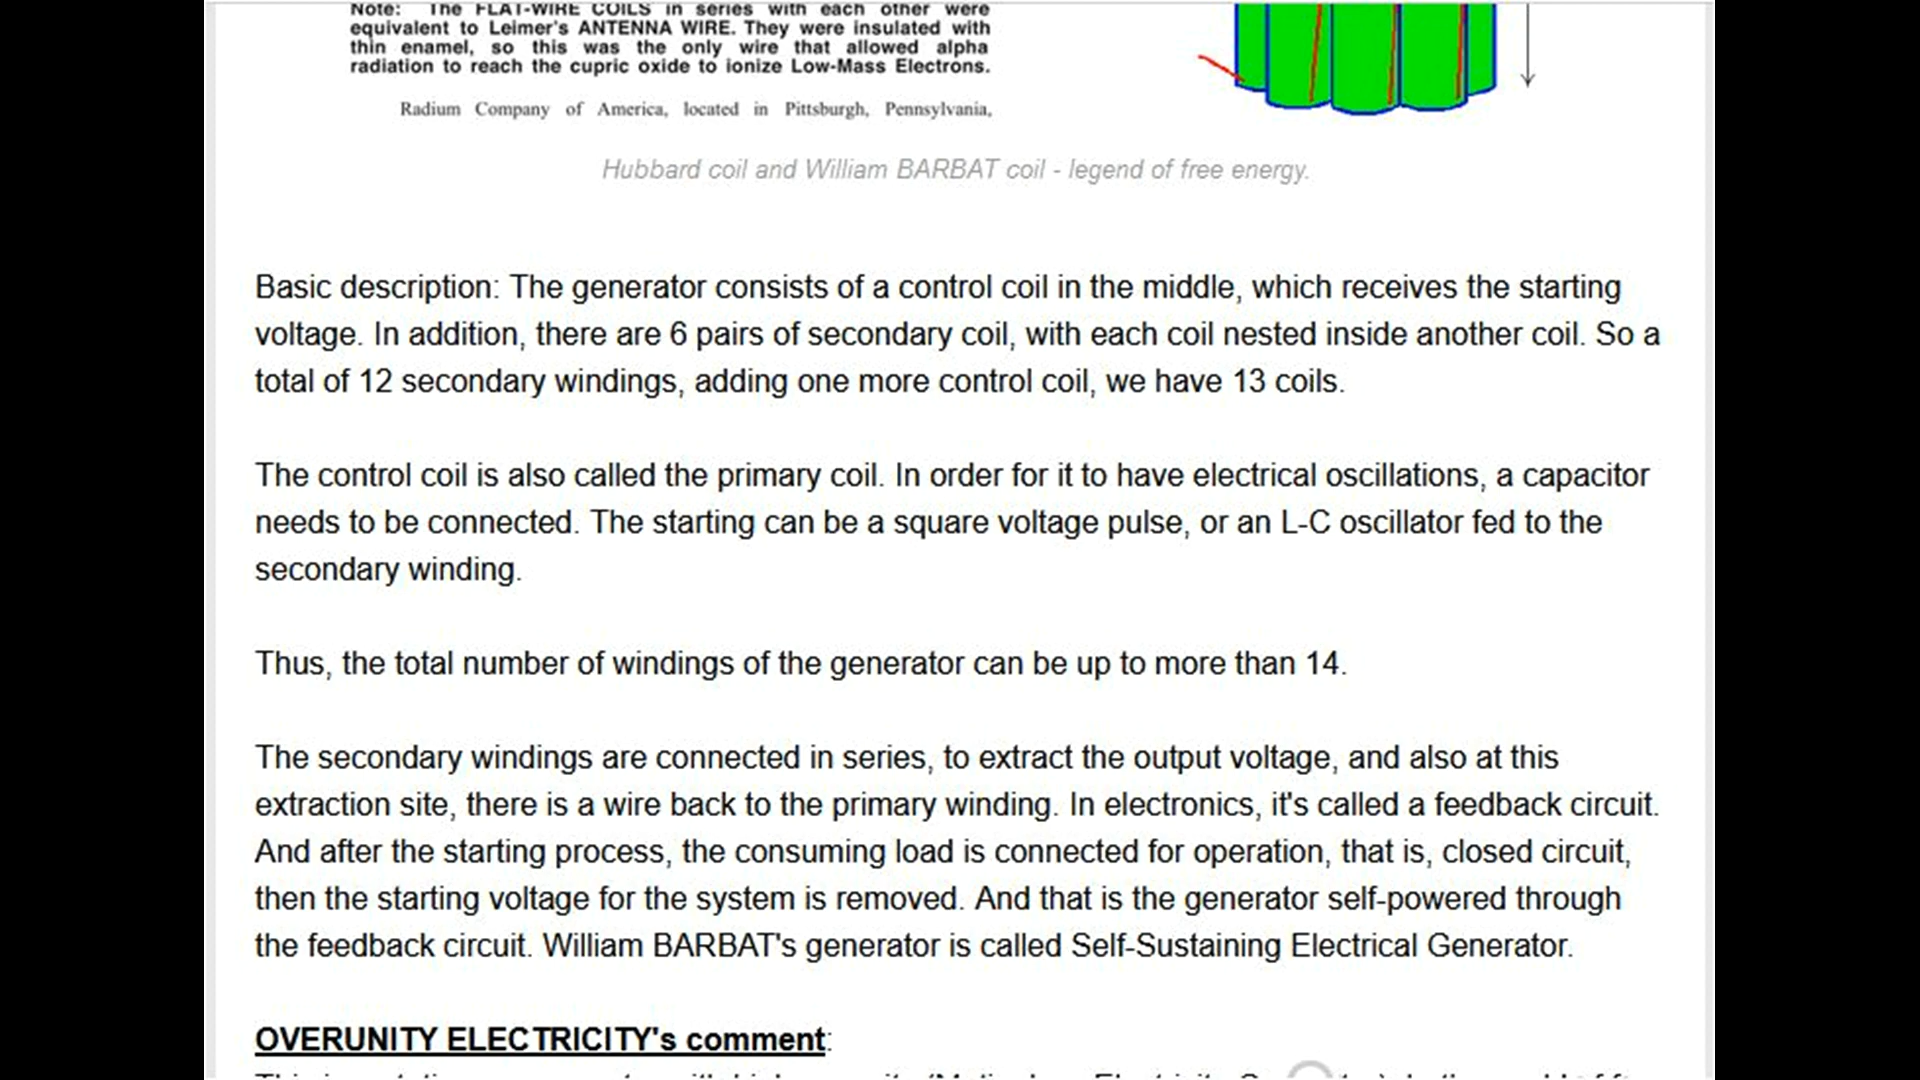 Note: The FLAT-WIRE COILS in series with each other were
equivalent to Leimer's ANTENNA WIRE. They were insulated with
thin enamel, so this was the only wire that allowed alpha
radiation to reach the cupric oxide to ionize Low-Mass Electrons.
Radium Company of America, located in Pittsburgh, Pennsylvania,
Hubbard coil and William BARBAT coil - legend of free energy.
Basic description: The generator consists of a control coil in the middle, which receives the starting
voltage. In addition, there are 6 pairs of secondary coil, with each coil nested inside another coil. So a
total of 12 secondary windings, adding one more control coil, we have 13 coils.
The control coil is also called the primary coil. In order for it to have electrical oscillations, a capacitor
needs to be connected. The starting can be a square voltage pulse, or an L-C oscillator fed to the
secondary winding.
Thus, the total number of windings of the generator can be up to more than 14.
The secondary windings are connected in series, to extract the output voltage, and also at this
extraction site, there is a wire back to the primary winding. In electronics, it's called a feedback circuit.
And after the starting process, the consuming load is connected for operation, that is, closed circuit,
then the starting voltage for the system is removed. And that is the generator self-powered through
the feedback circuit. William BARBAT's generator is called Self-Sustaining Electrical Generator.
OVERUNITY ELECTRICITY's comment: